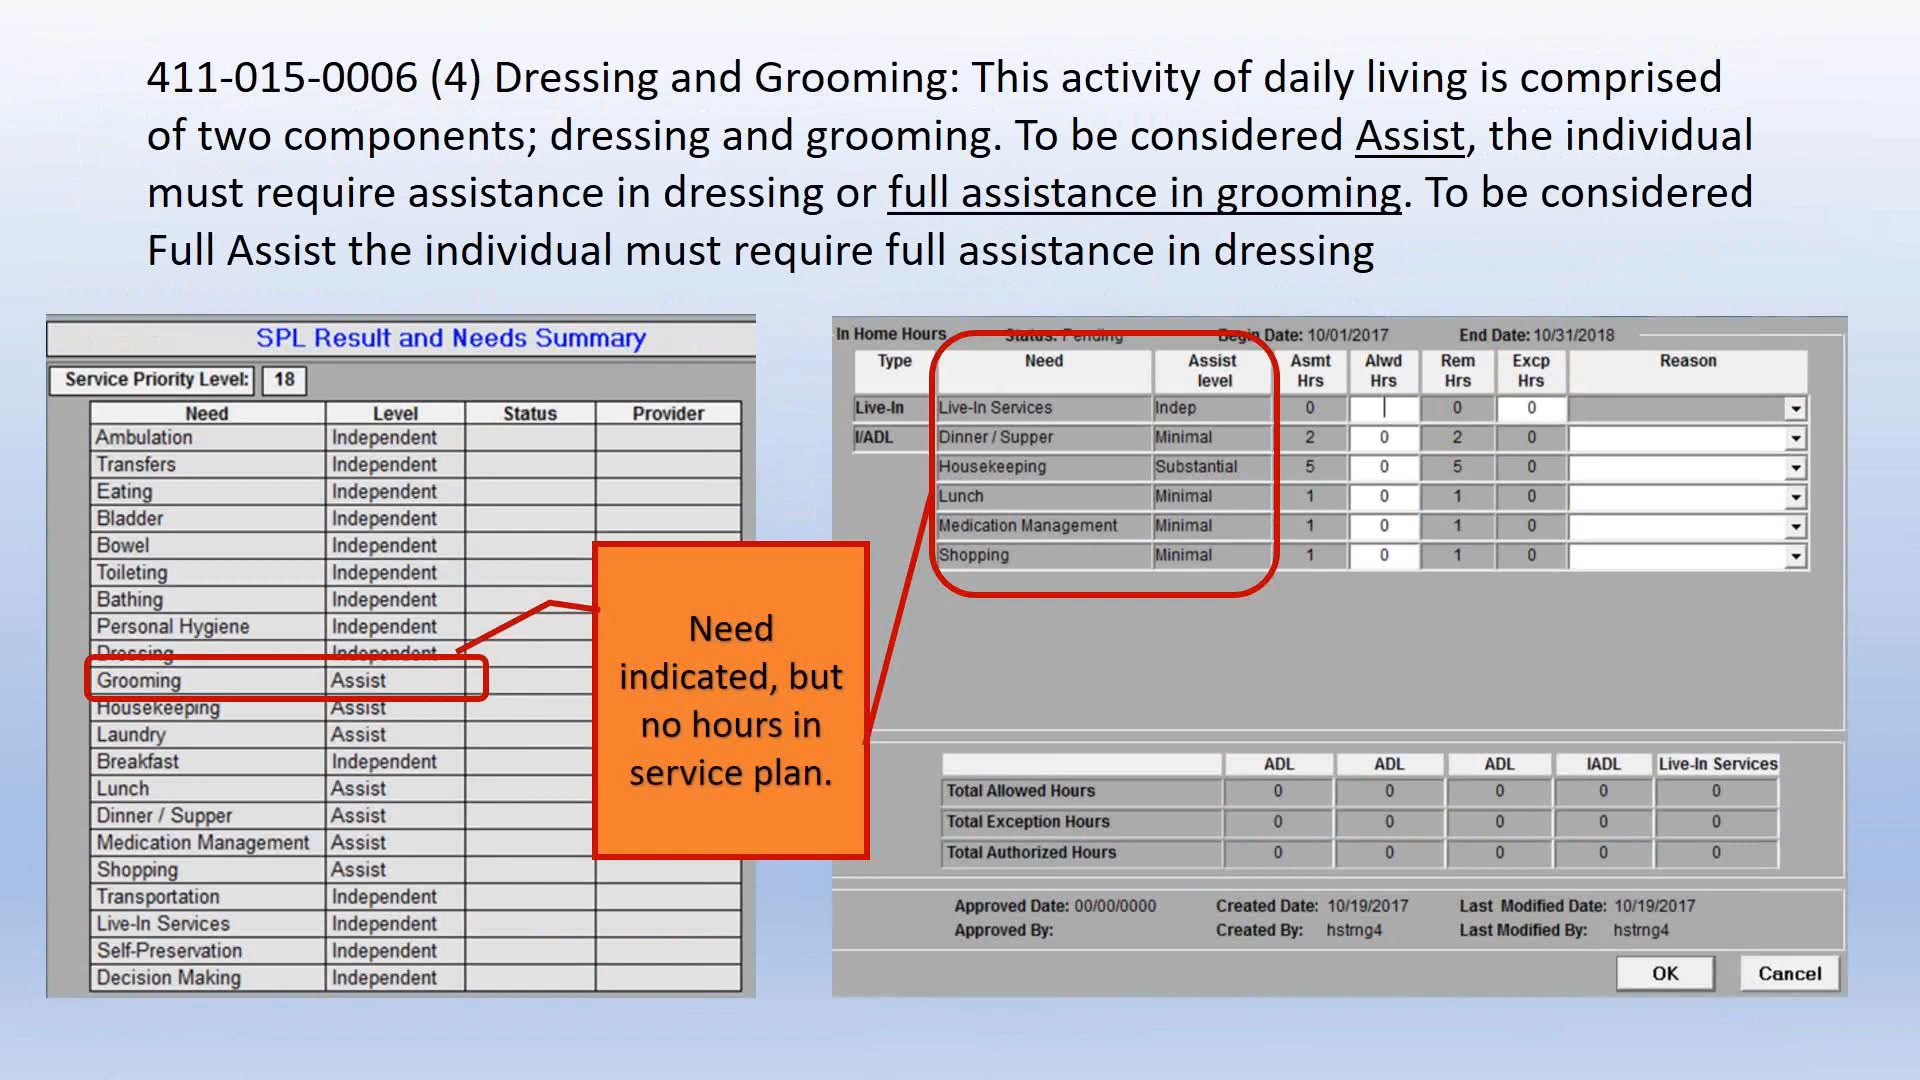 411-015-0006 (4) Dressing and Grooming: This activity of daily living is comprised
of two components; dressing and grooming. To be considered Assist, the individual
must require assistance in dressing or full assistance in grooming. To be considered
Full Assist the individual must require full assistance in dressing
SPL Result and Needs Summary
Service Priority Level: 18
Need Level Status Provider
Ambulation Independent
Transfers Independent
Eating Independent
Bladder Independent
Bowel Independent
Toileting Independent
Bathing Independent
Personal Hygiene Independent
Dressing Independent
Grooming Assist
Housekeeping Assist
Laundry Assist
Breakfast Independent
Lunch Assist
Dinner / Supper Assist
Medication Management Assist
Shopping Assist
Transportation Independent
Live-In Services Independent
Self-Preservation Independent
Decision Making Independent
Need
indicated, but
no hours in
service plan.
In Home Hours Status: Pending Begin Date: 10/01/2017 End Date: 10/31/2018
Type Need Assist level Asmt Hrs Alwd Hrs Rem Hrs Excp Hrs Reason
Live-In Live-In Services Indep 0 0 0
I/ADL Dinner / Supper Minimal 2 0 2 0
Housekeeping Substantial 5 0 5 0
Lunch Minimal 1 0 1 0
Medication Management Minimal 1 0 1 0
Shopping Minimal 1 0 1 0
ADL ADL ADL IADL Live-In Services
Total Allowed Hours 0 0 0 0 0
Total Exception Hours 0 0 0 0 0
Total Authorized Hours 0 0 0 0 0
Approved Date: 00/00/0000 Created Date: 10/19/2017 Last Modified Date: 10/19/2017
Approved By: Created By: hstrng4 Last Modified By: hstrng4
OK Cancel